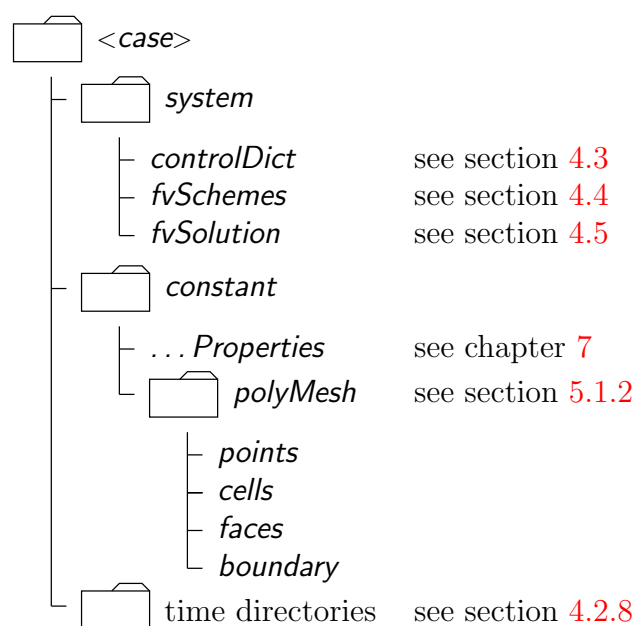 <case>
system
controlDict see section 4.3
fvSchemes see section 4.4
fvSolution see section 4.5
constant
...Properties see chapter 7
polyMesh see section 5.1.2
points
cells
faces
boundary
time directories see section 4.2.8